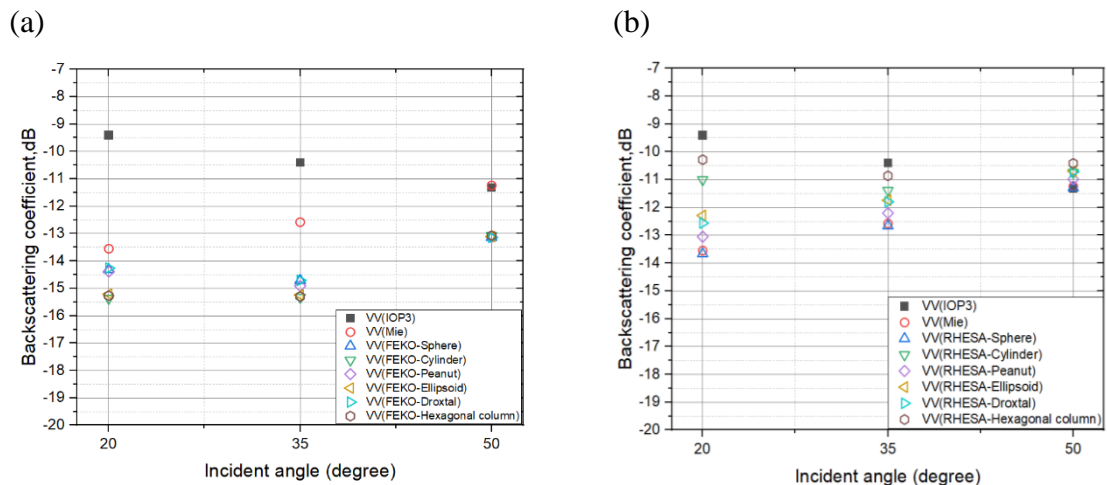 (a)
(b)
Backscattering coefficient,dB
-7
-8
-9
-10
-11
-12
-13
-14
-15
-16
-17
-18
-19
-20
VV(IOP3)
VV(Mie)
VV(FEKO-Sphere)
VV(FEKO-Cylinder)
VV(FEKO-Peanut)
VV(FEKO-Ellipsoid)
VV(FEKO-Droxtal)
VV(FEKO-Hexagonal column)
20
35
50
Incident angle (degree)
Backscattering coefficient,dB
-7
-8
-9
-10
-11
-12
-13
-14
-15
-16
-17
-18
-19
-20
VV(IOP3)
VV(Mie)
VV(RHESA-Sphere)
VV(RHESA-Cylinder)
VV(RHESA-Peanut)
VV(RHESA-Ellipsoid)
VV(RHESA-Droxtal)
VV(RHESA-Hexagonal column)
20
35
50
Incident angle (degree)